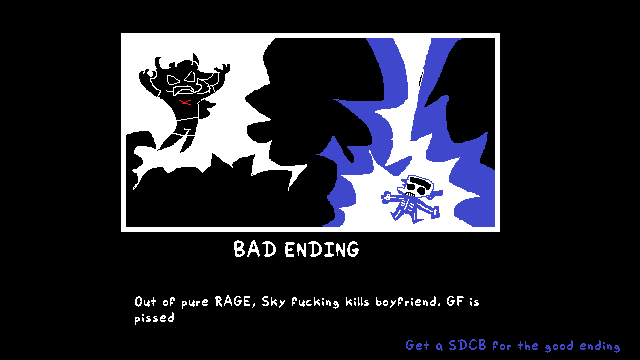 BAD ENDING
Out of pure RAGE, Sky fucking kills boyfriend. GF is
pissed
Get a SDCB for the good ending